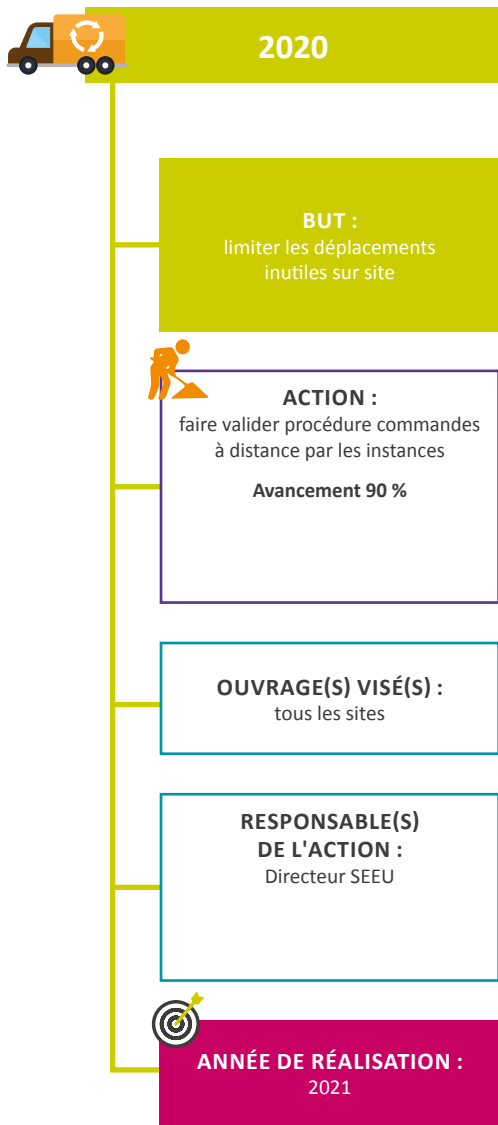 2020
BUT :
limiter les déplacements
inutiles sur site
ACTION :
faire valider procédure commandes
à distance par les instances
Avancement 90 %
OUVRAGE(S) VISÉ(S) :
tous les sites
RESPONSABLE(S)
DE L'ACTION :
Directeur SEEU
ANNÉE DE RÉALISATION :
2021